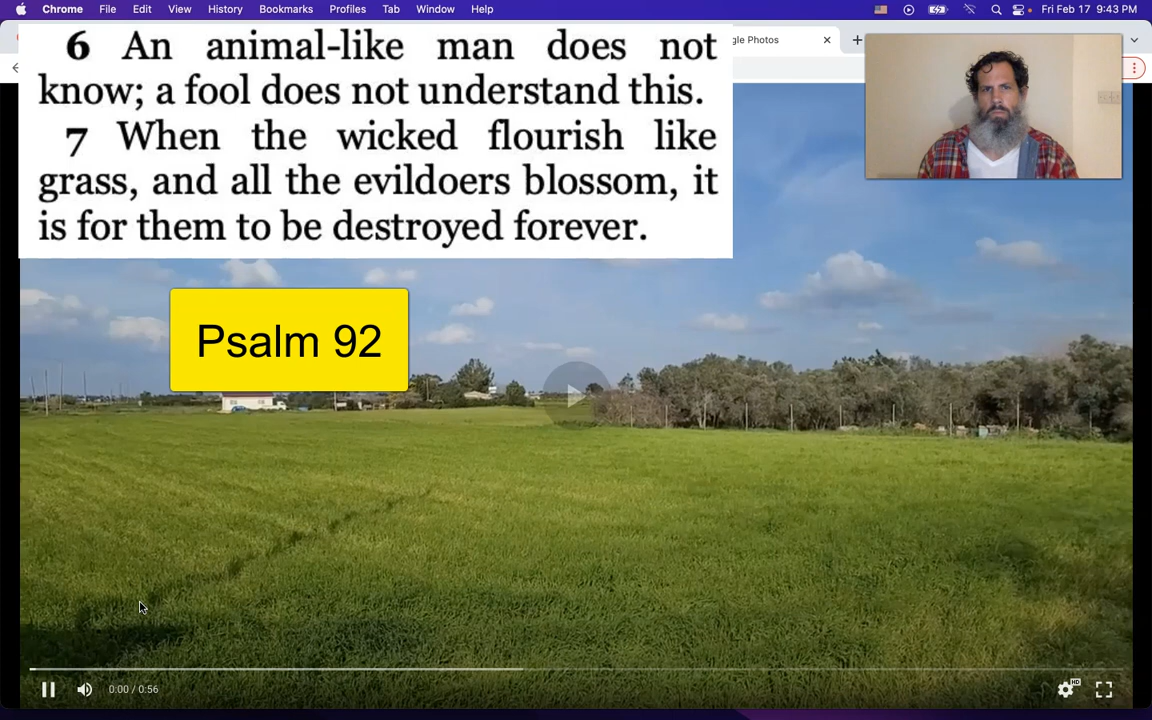 Chrome File Edit View History Bookmarks Profiles Tab Window Help Fri Feb 17 9:43 PM
gle Photos
6 An animal-like man does not
know; a fool does not understand this.
7 When the wicked flourish like
grass, and all the evildoers blossom, it
is for them to be destroyed forever.
Psalm 92
0:00 / 0:56
HD